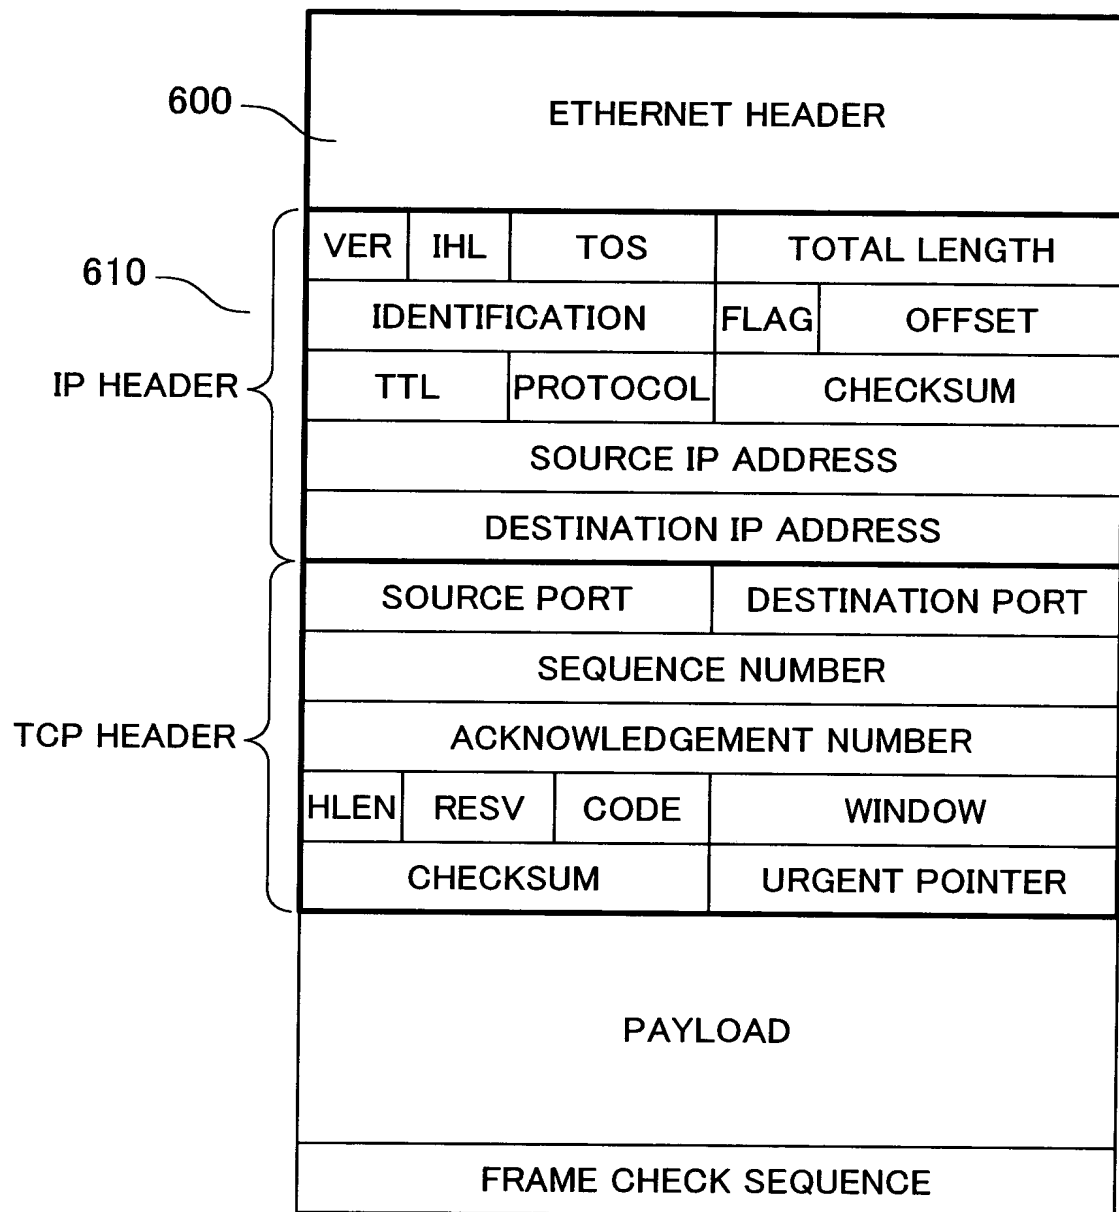 600
ETHERNET HEADER
VER IHL TOS TOTAL LENGTH
610
IDENTIFICATION FLAG OFFSET
IP HEADER
TTL PROTOCOL CHECKSUM
SOURCE IP ADDRESS
DESTINATION IP ADDRESS
SOURCE PORT DESTINATION PORT
SEQUENCE NUMBER
TCP HEADER
ACKNOWLEDGEMENT NUMBER
HLEN RESV CODE WINDOW
CHECKSUM URGENT POINTER
PAYLOAD
FRAME CHECK SEQUENCE